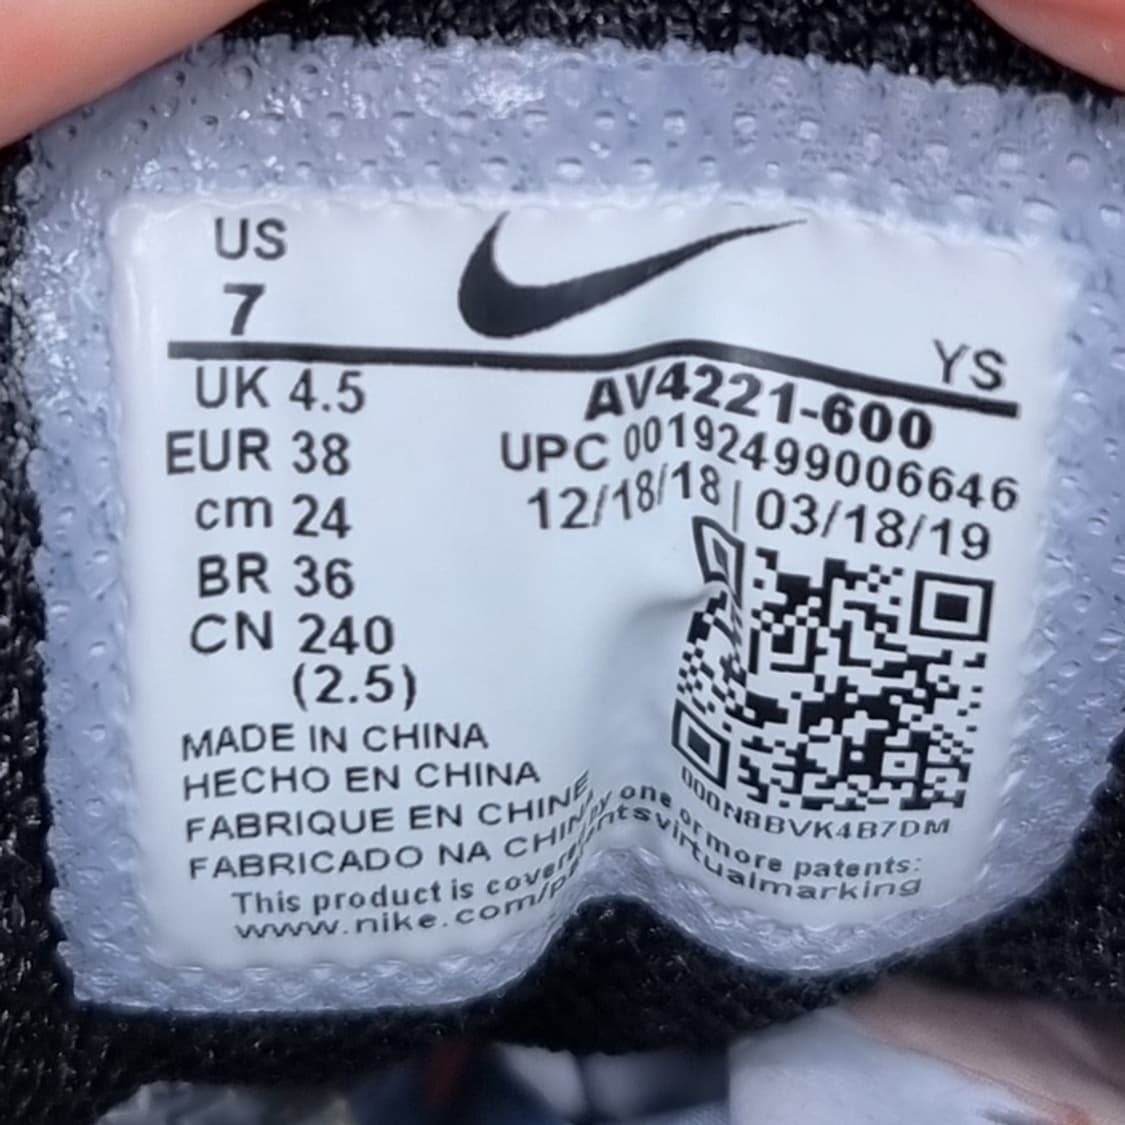 US
7
YS
UK 4.5
EUR 38
cm 24
BR 36
CN 240
(2.5)
AV4221-600
UPC 00192499006646
12/18/18 | 03/18/19
000N8BVK4B7DM
MADE IN CHINA
HECHO EN CHINA
FABRIQUE EN CHINE
FABRICADO NA CHINA
This product is covered by one or more patents:
www.nike.com/patentsvirtualmarking